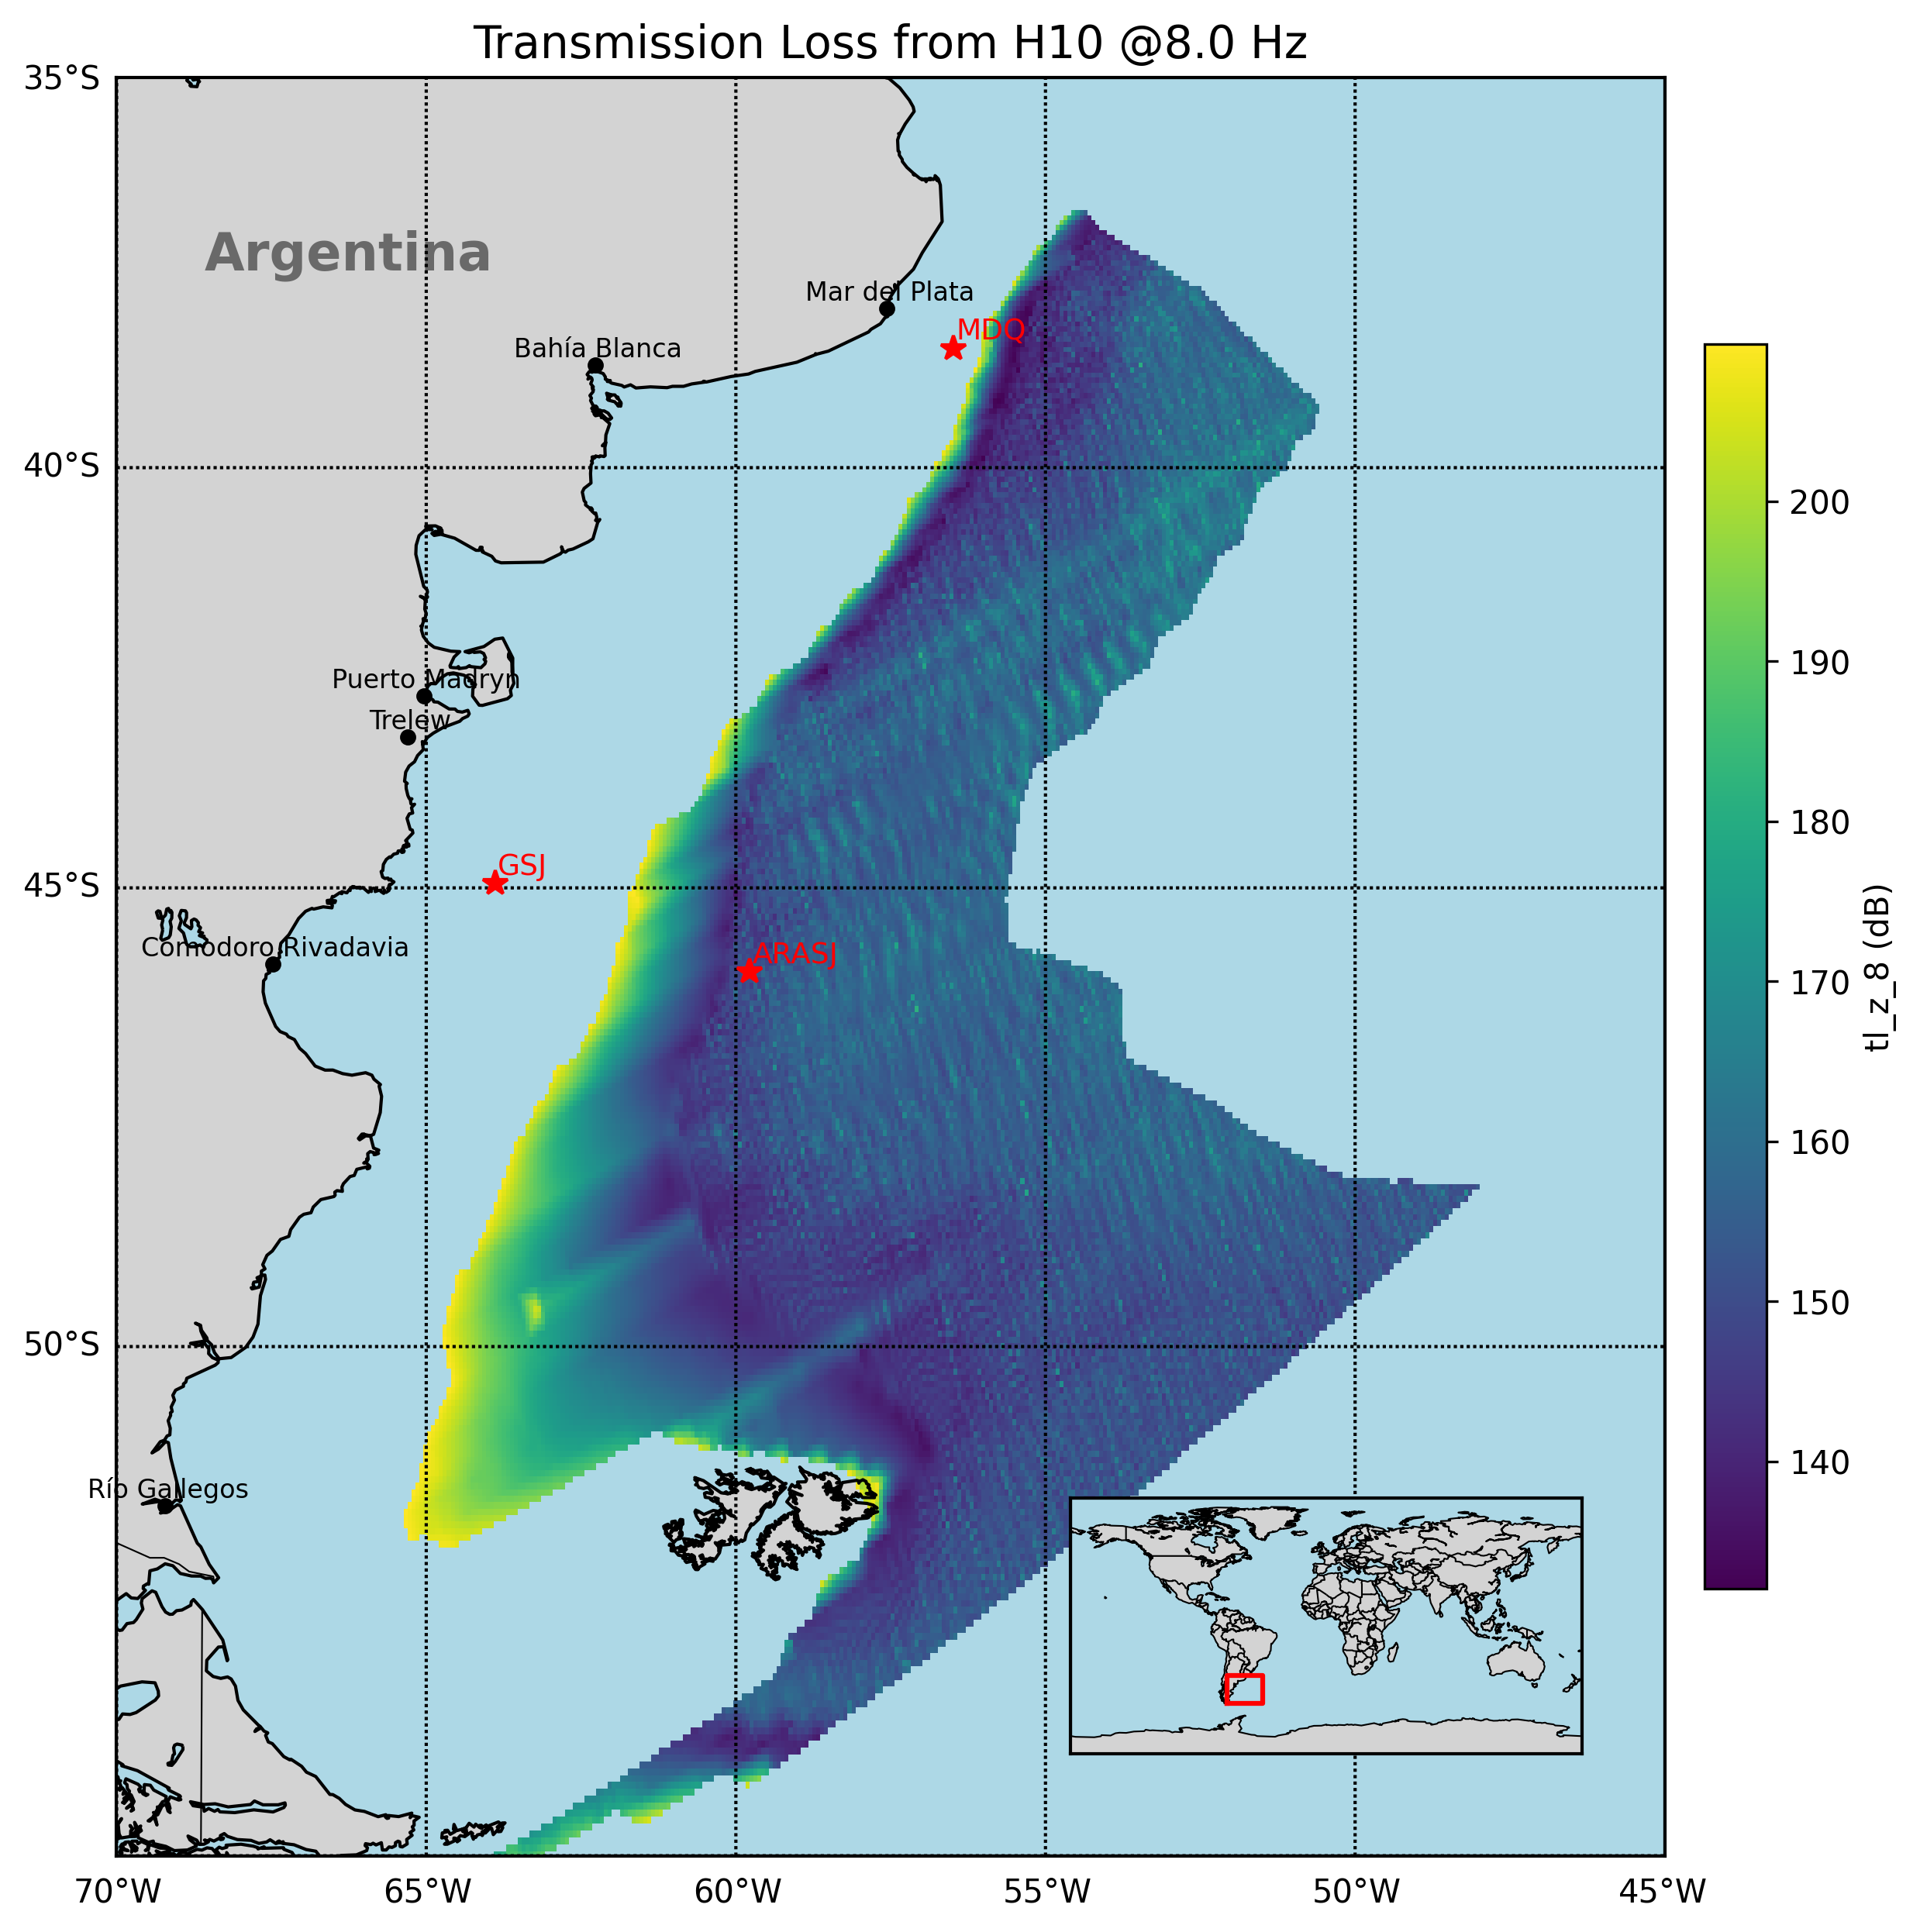 Transmission Loss from H10 @8.0 Hz
35°S
Argentina
Mar del Plata
MDQ
Bahía Blanca
40°S
200
190
Puerto Madryn
Trelew
180
GSJ
45°S
tl_z_8 (dB)
Comodoro Rivadavia
ARASJ
170
160
150
50°S
140
Río Gallegos
70°W
65°W
60°W
55°W
50°W
45°W